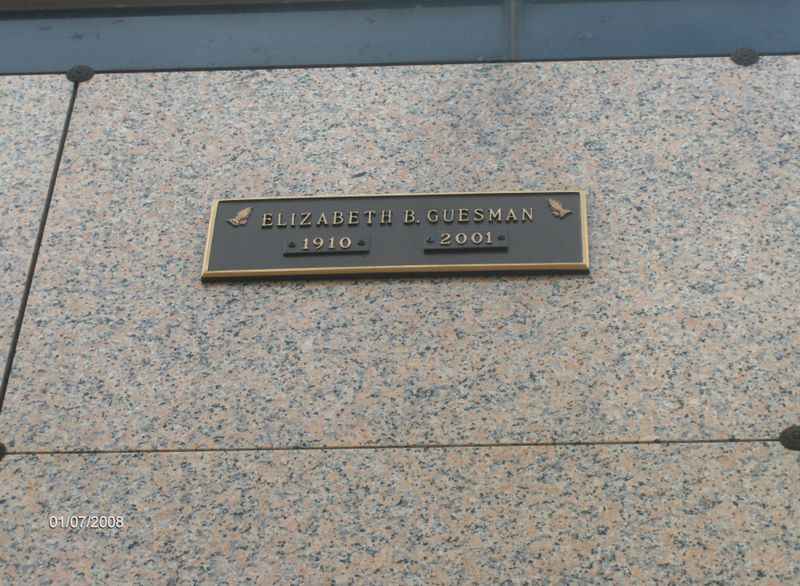 ELIZABETH B. GUESMAN
1910 2001
01/07/2008